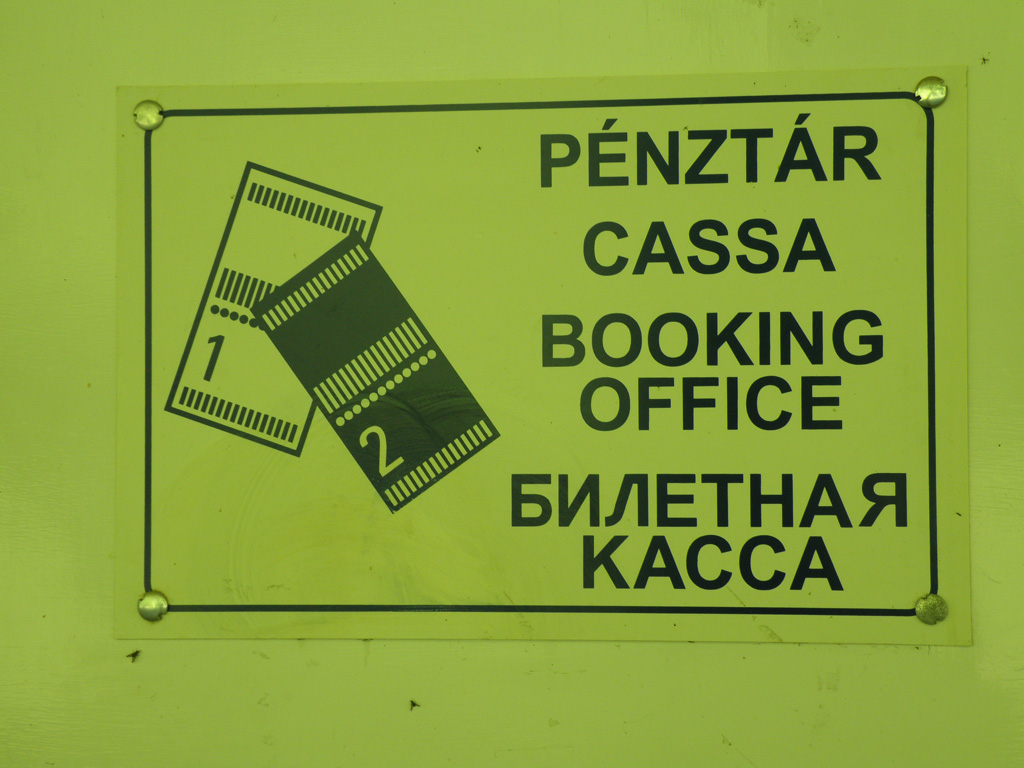 PÉNZTÁR
CASSA
BOOKING
OFFICE
БИЛЕТНАЯ
КАССА
1
2